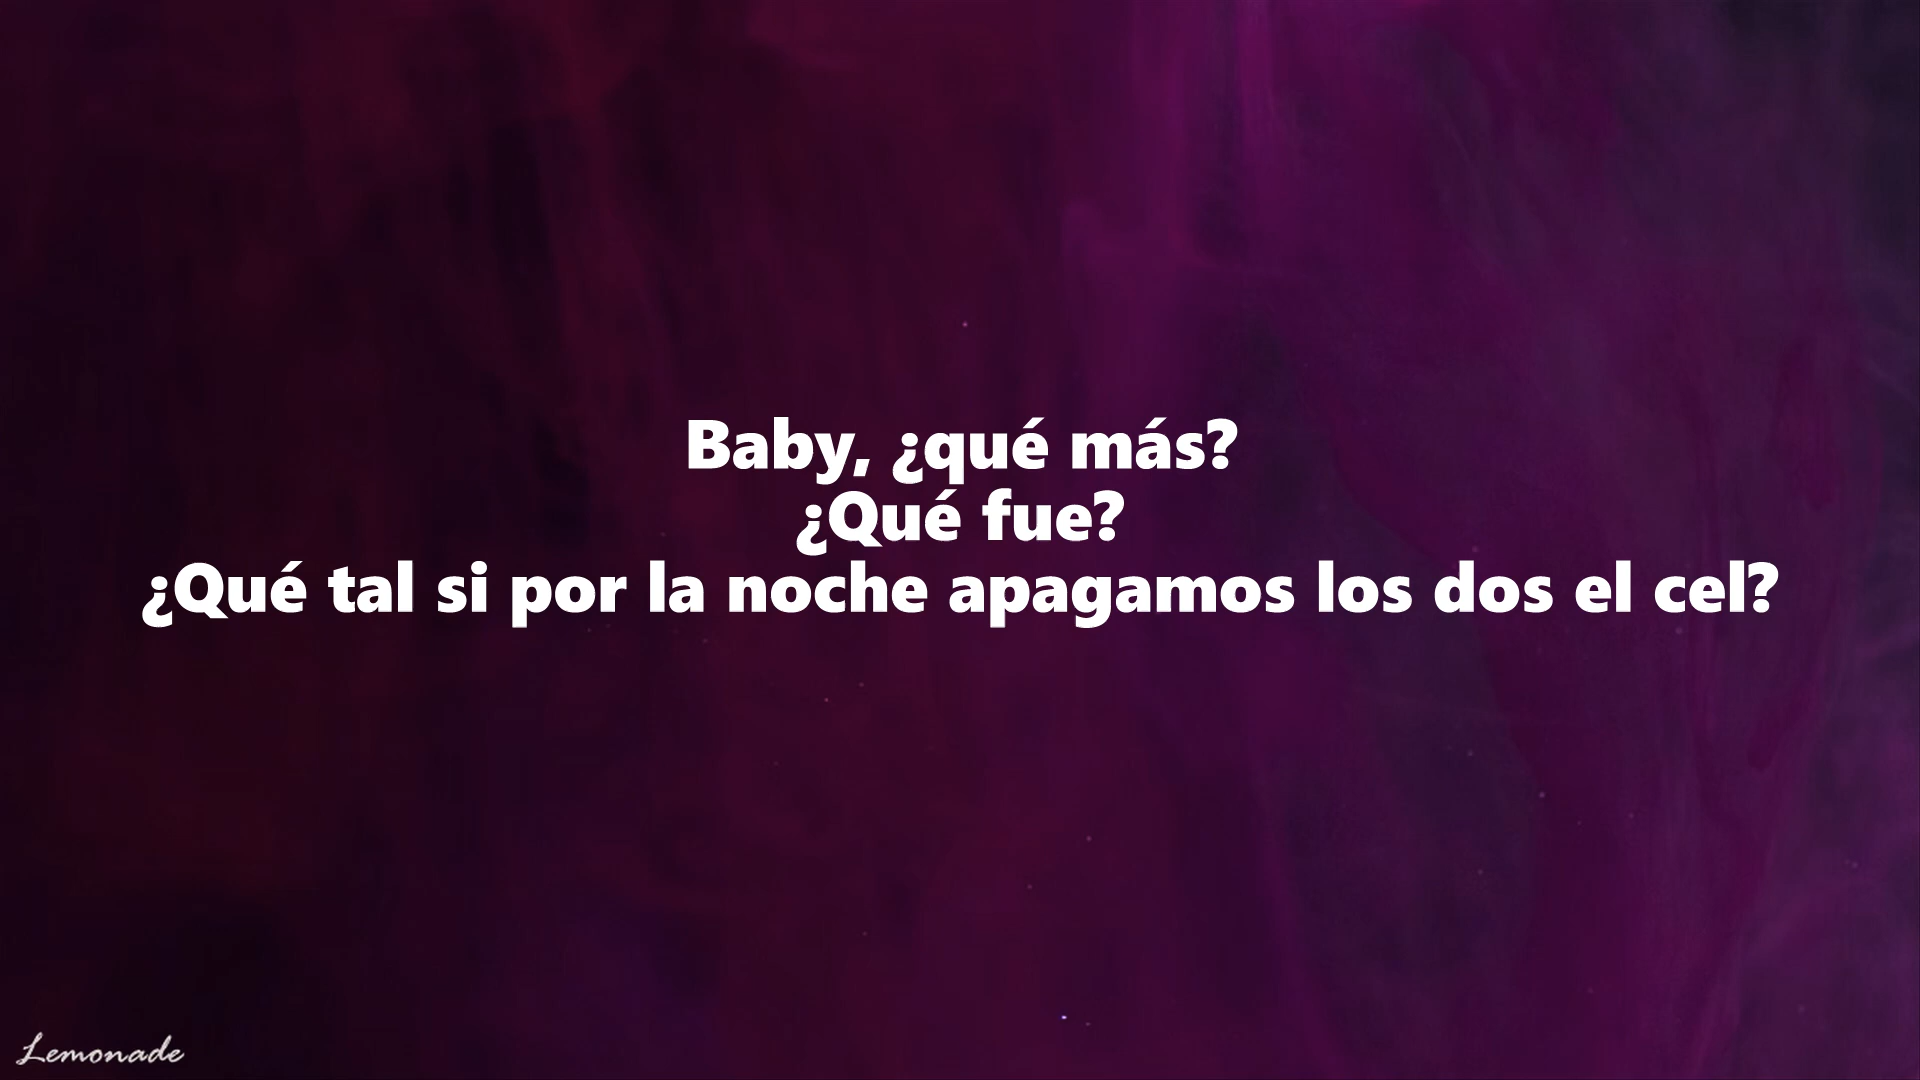 Baby, ¿qué más?
¿Qué fue?
¿Qué tal si por la noche apagamos los dos el cel?
Lemonade